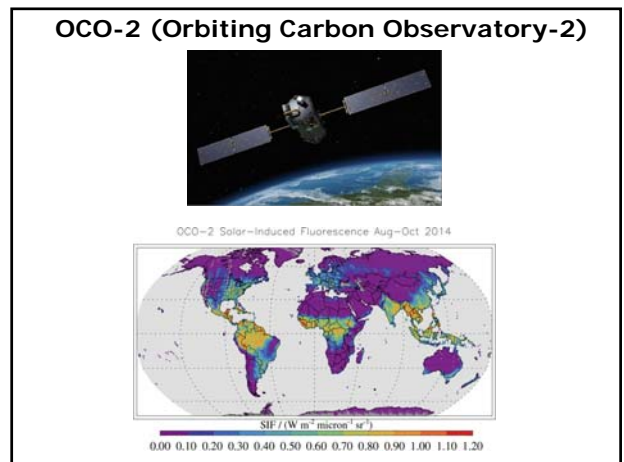 OCO-2 (Orbiting Carbon Observatory-2)
OCO-2 Solar-Induced Fluorescence Aug-Oct 2014
SIF / (W m⁻² micron⁻¹ sr⁻¹)
0.00 0.10 0.20 0.30 0.40 0.50 0.60 0.70 0.80 0.90 1.00 1.10 1.20